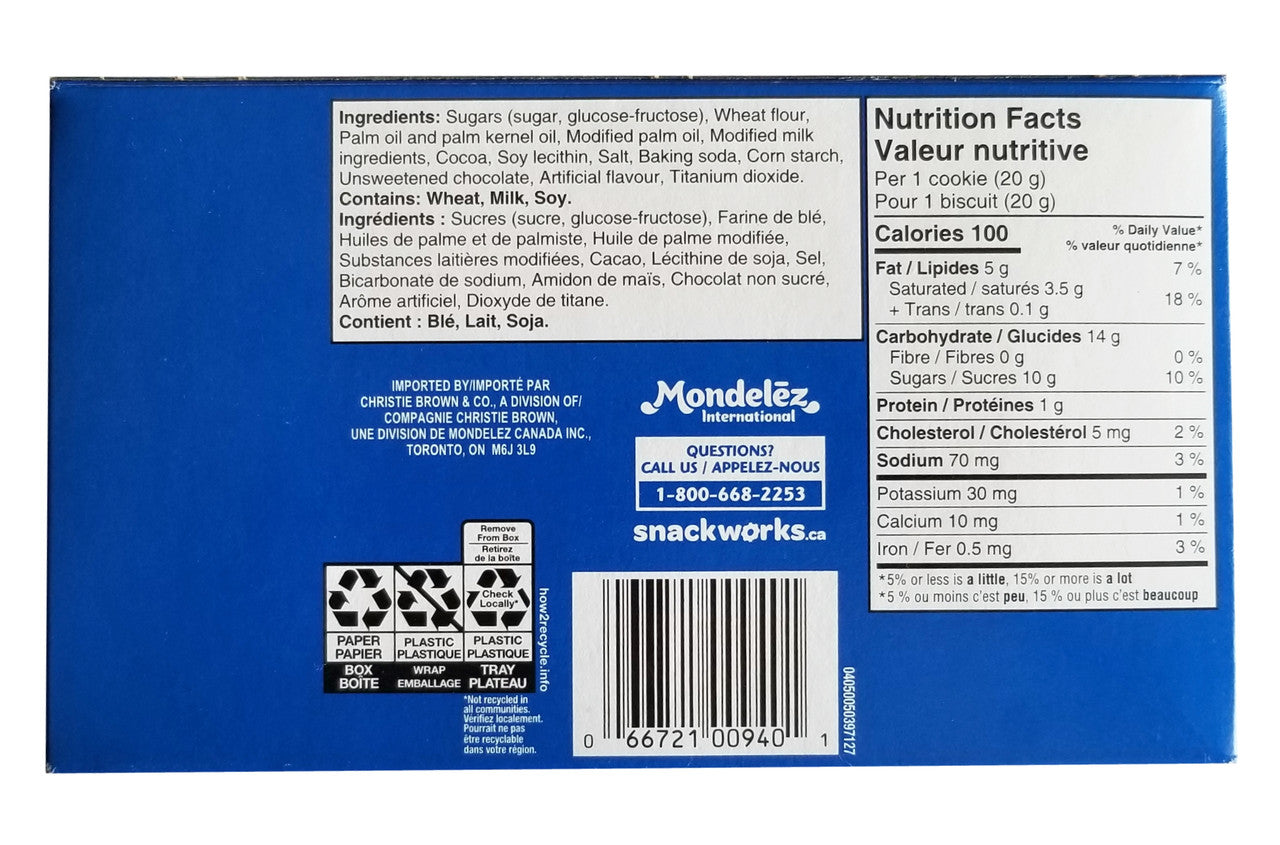 Ingredients: Sugars (sugar, glucose-fructose), Wheat flour,
Palm oil and palm kernel oil, Modified palm oil, Modified milk
ingredients, Cocoa, Soy lecithin, Salt, Baking soda, Corn starch,
Unsweetened chocolate, Artificial flavour, Titanium dioxide.
Contains: Wheat, Milk, Soy.
Ingrédients : Sucres (sucre, glucose-fructose), Farine de blé,
Huiles de palme et de palmiste, Huile de palme modifiée,
Substances laitières modifiées, Cacao, Lécithine de soja, Sel,
Bicarbonate de sodium, Amidon de maïs, Chocolat non sucré,
Arôme artificiel, Dioxyde de titane.
Contient : Blé, Lait, Soja.
IMPORTED BY/IMPORTÉ PAR
CHRISTIE BROWN & CO., A DIVISION OF/
COMPAGNIE CHRISTIE BROWN,
UNE DIVISION DE MONDELEZ CANADA INC.,
TORONTO, ON M6J 3L9
Mondelēz
International
QUESTIONS?
CALL US / APPELEZ-NOUS
1-800-668-2253
snackworks.ca
Remove
From Box
Retirez
de la boîte
Check
Locally*
PAPER
PAPIER
BOX
BOÎTE
PLASTIC
PLASTIQUE
WRAP
EMBALLAGE
PLASTIC
PLASTIQUE
TRAY
PLATEAU
how2recycle.info
*Not recycled in
all communities.
Vérifiez localement.
Pourrait ne pas
être recyclable
dans votre région.
0 66721 00940 1
0405005039​7127
Nutrition Facts
Valeur nutritive
Per 1 cookie (20 g)
Pour 1 biscuit (20 g)
Calories 100
% Daily Value*
% valeur quotidienne*
Fat / Lipides 5 g 7 %
Saturated / saturés 3.5 g
+ Trans / trans 0.1 g 18 %
Carbohydrate / Glucides 14 g
Fibre / Fibres 0 g 0 %
Sugars / Sucres 10 g 10 %
Protein / Protéines 1 g
Cholesterol / Cholestérol 5 mg 2 %
Sodium 70 mg 3 %
Potassium 30 mg 1 %
Calcium 10 mg 1 %
Iron / Fer 0.5 mg 3 %
*5% or less is a little, 15% or more is a lot
*5 % ou moins c'est peu, 15 % ou plus c'est beaucoup